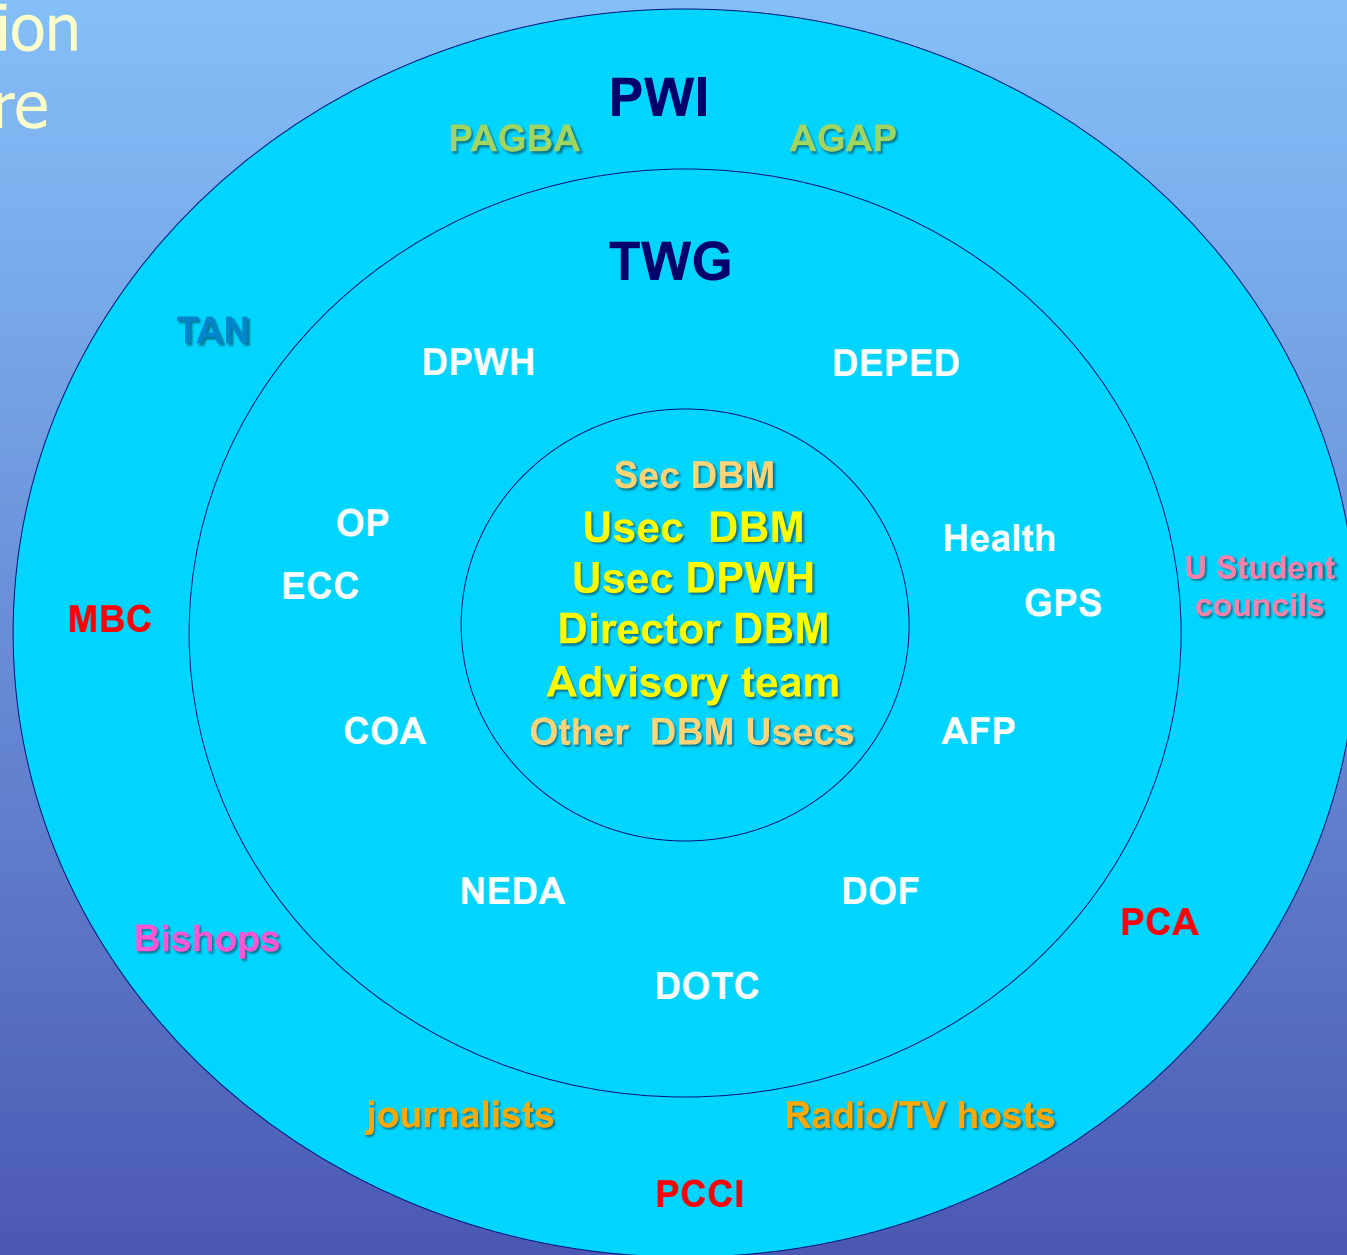 ion
re
PWI
PAGBA
AGAP
TWG
TAN
DPWH
DEPED
Sec DBM
OP
Usec  DBM
Health
U Student
councils
Usec DPWH
ECC
GPS
MBC
Director DBM
Advisory team
COA
Other  DBM Usecs
AFP
NEDA
DOF
PCA
Bishops
DOTC
journalists
Radio/TV hosts
PCCI